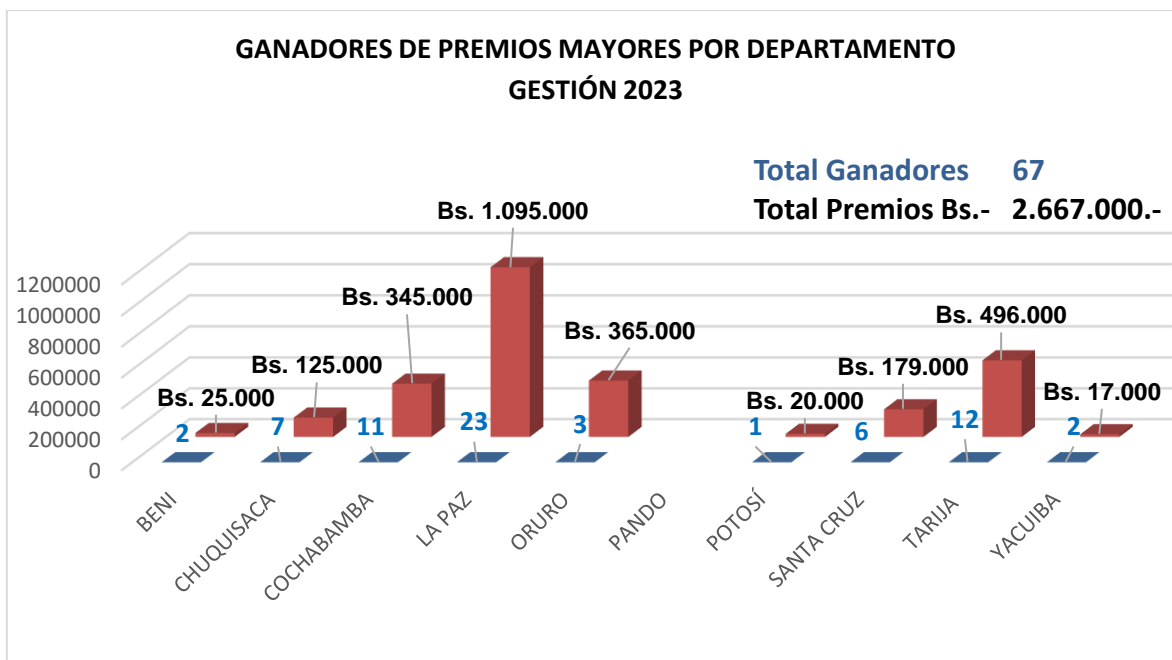 GANADORES DE PREMIOS MAYORES POR DEPARTAMENTO
GESTIÓN 2023
Total Ganadores 67
Total Premios Bs.- 2.667.000.-
1200000
1000000
800000
600000
400000
200000
0
Bs. 25.000
Bs. 125.000
Bs. 345.000
Bs. 1.095.000
Bs. 365.000
Bs. 20.000
Bs. 179.000
Bs. 496.000
Bs. 17.000
2
7
11
23
3
1
6
12
2
BENI
CHUQUISACA
COCHABAMBA
LA PAZ
ORURO
PANDO
POTOSÍ
SANTA CRUZ
TARIJA
YACUIBA